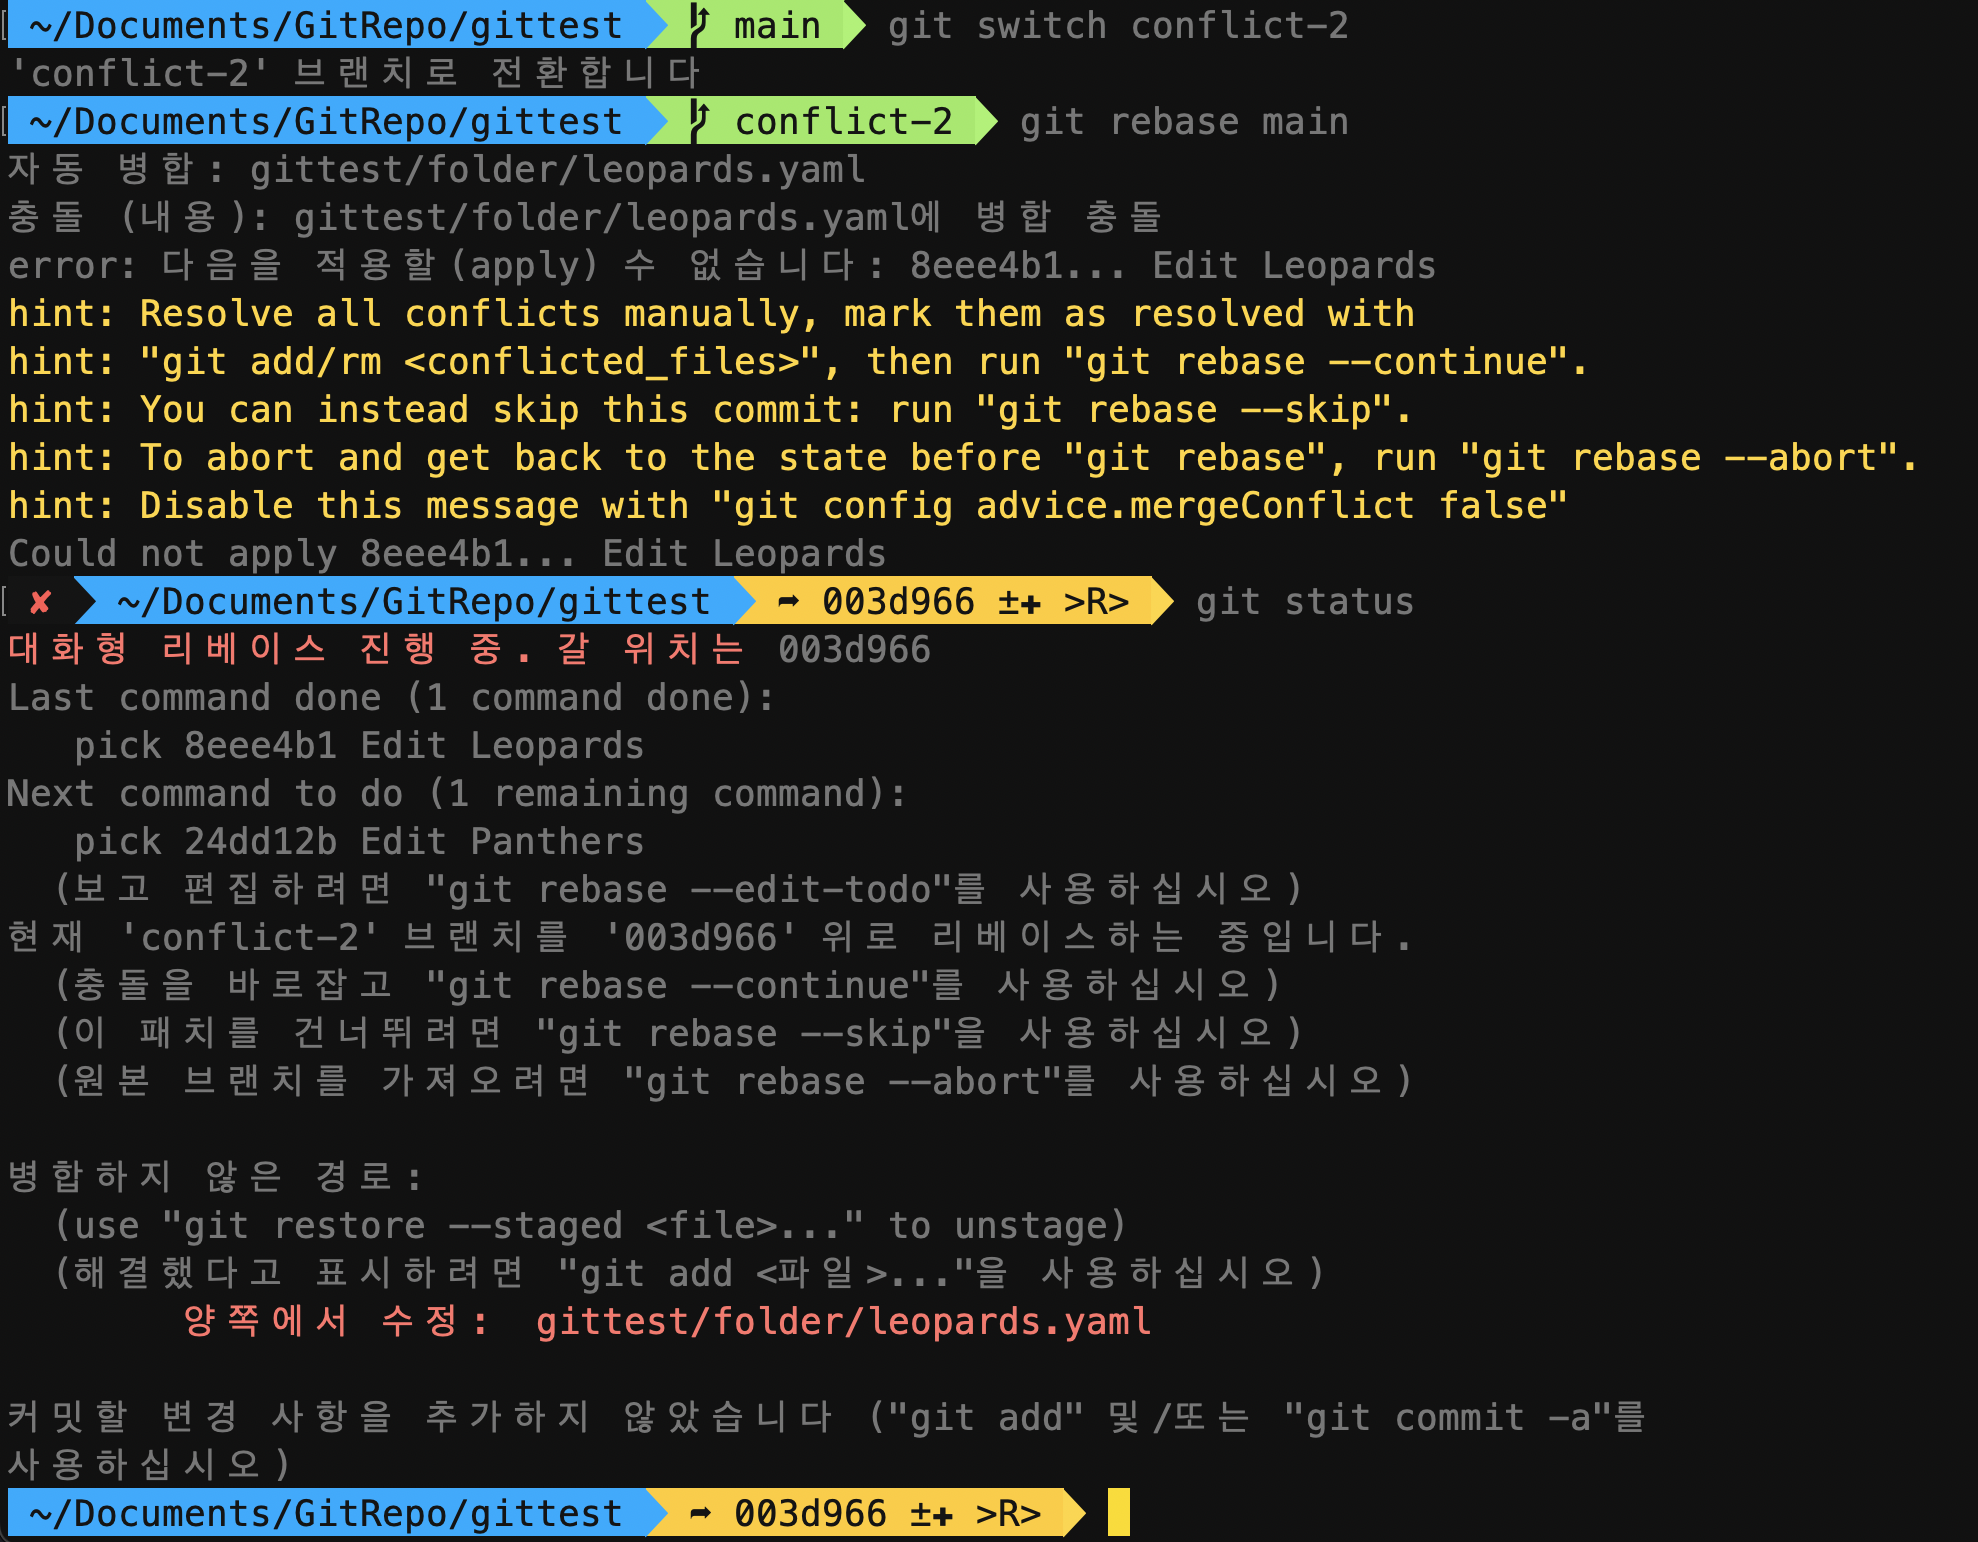 ~/Documents/GitRepo/gittest main git switch conflict-2
'conflict-2' 브랜치로 전환합니다
~/Documents/GitRepo/gittest conflict-2 git rebase main
자동 병합: gittest/folder/leopards.yaml
충돌 (내용): gittest/folder/leopards.yaml에 병합 충돌
error: 다음을 적용할(apply) 수 없습니다: 8eee4b1... Edit Leopards
hint: Resolve all conflicts manually, mark them as resolved with
hint: "git add/rm <conflicted_files>", then run "git rebase --continue".
hint: You can instead skip this commit: run "git rebase --skip".
hint: To abort and get back to the state before "git rebase", run "git rebase --abort".
hint: Disable this message with "git config advice.mergeConflict false"
Could not apply 8eee4b1... Edit Leopards
✘ ~/Documents/GitRepo/gittest ➦ 003d966 ±✚ >R> git status
대화형 리베이스 진행 중. 갈 위치는 003d966
Last command done (1 command done):
pick 8eee4b1 Edit Leopards
Next command to do (1 remaining command):
pick 24dd12b Edit Panthers
(보고 편집하려면 "git rebase --edit-todo"를 사용하십시오)
현재 'conflict-2' 브랜치를 '003d966' 위로 리베이스하는 중입니다.
(충돌을 바로잡고 "git rebase --continue"를 사용하십시오)
(이 패치를 건너뛰려면 "git rebase --skip"을 사용하십시오)
(원본 브랜치를 가져오려면 "git rebase --abort"를 사용하십시오)
병합하지 않은 경로:
(use "git restore --staged <file>..." to unstage)
(해결했다고 표시하려면 "git add <파일>..."을 사용하십시오)
양쪽에서 수정: gittest/folder/leopards.yaml
커밋할 변경 사항을 추가하지 않았습니다 ("git add" 및/또는 "git commit -a"를
사용하십시오)
~/Documents/GitRepo/gittest ➦ 003d966 ±✚ >R>